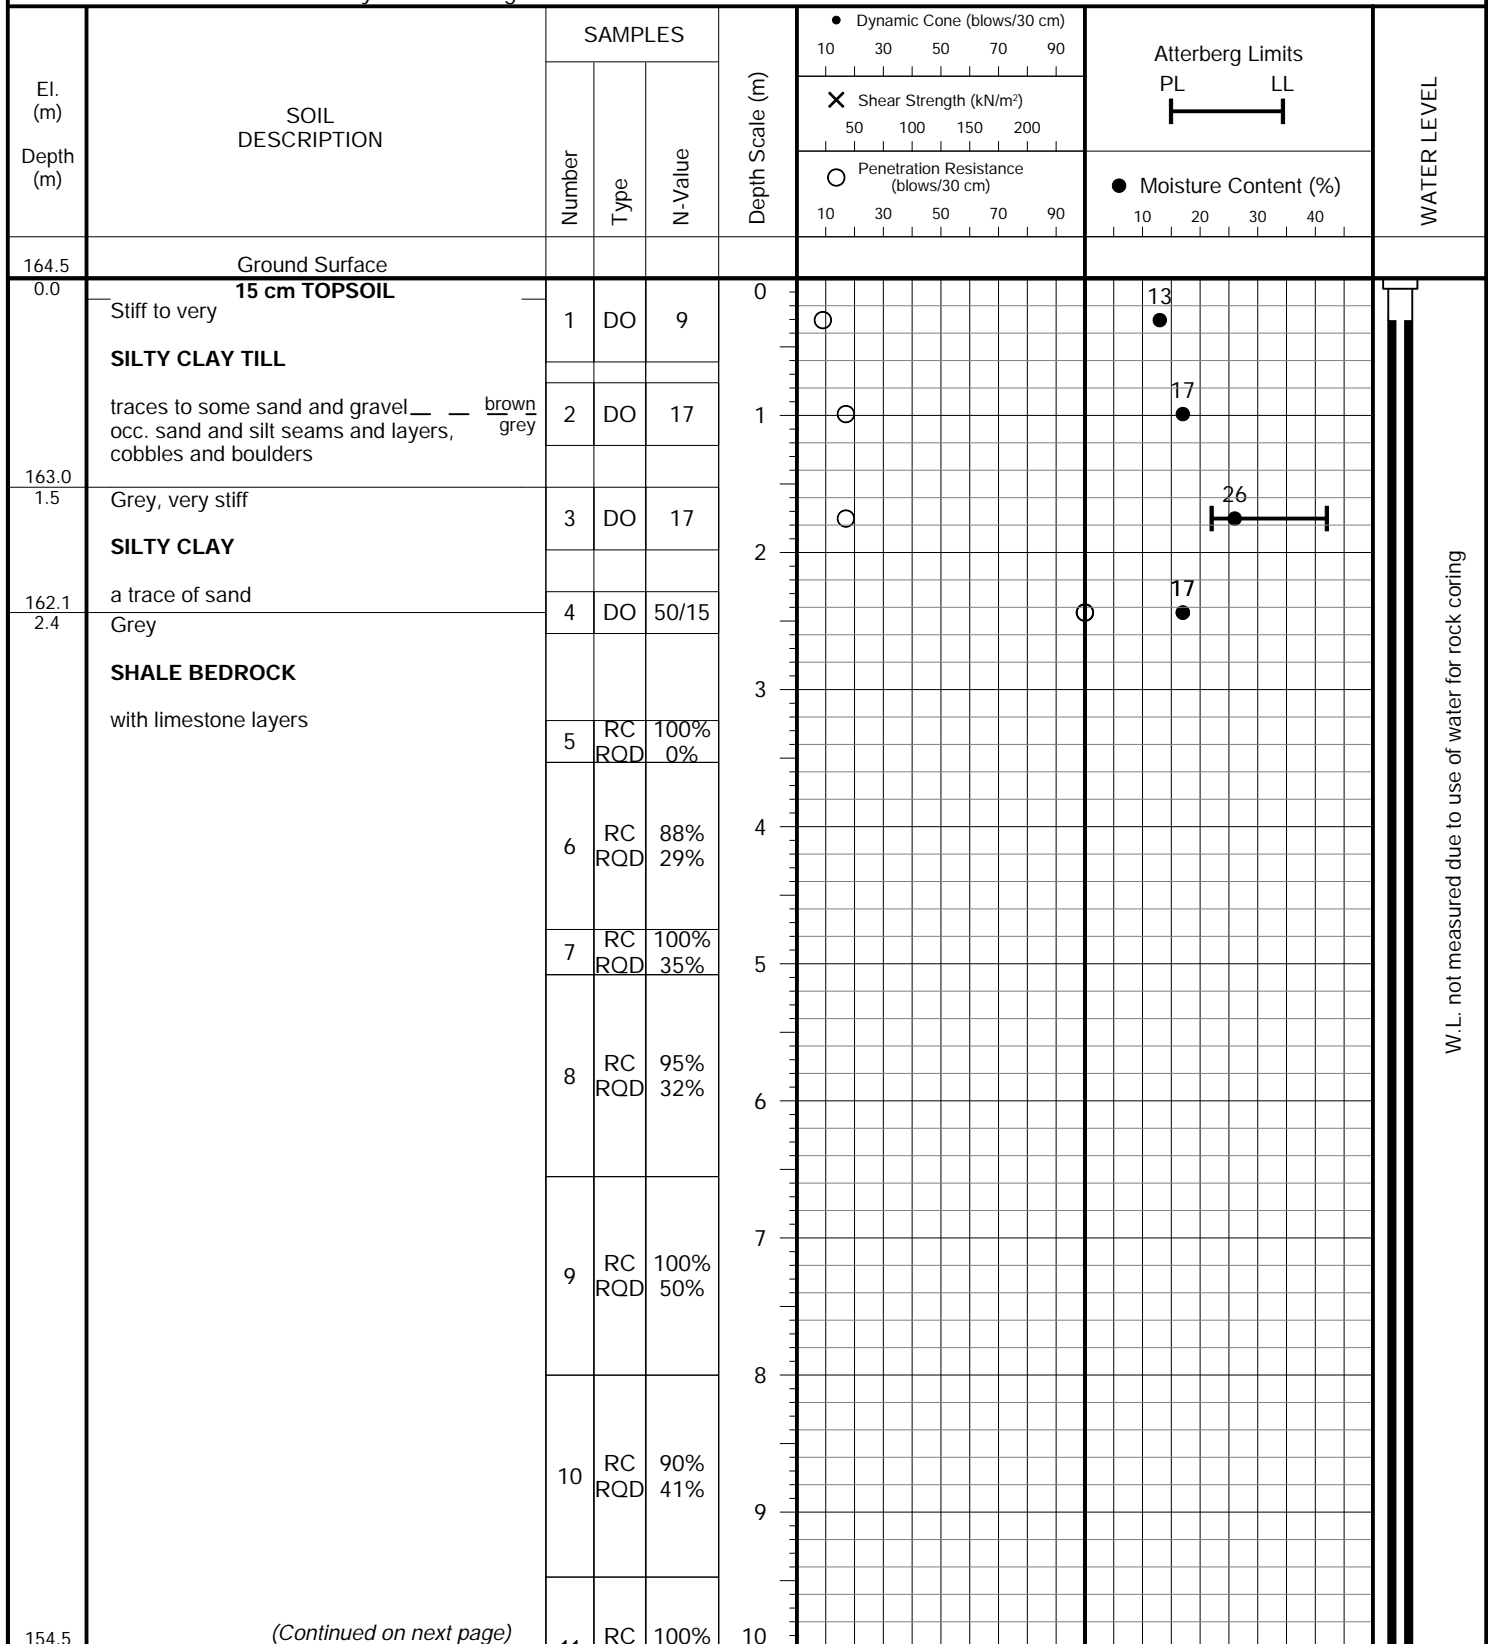 El.
(m)
Depth
(m)
SOIL
DESCRIPTION
SAMPLES
Number
Type
N-Value
Depth Scale (m)
Dynamic Cone (blows/30 cm)
10 30 50 70 90
Shear Strength (kN/m²)
50 100 150 200
Penetration Resistance
(blows/30 cm)
10 30 50 70 90
Atterberg Limits
PL LL
Moisture Content (%)
10 20 30 40
WATER LEVEL
164.5 Ground Surface
0.0 15 cm TOPSOIL 0
Stiff to very
1 DO 9
13
SILTY CLAY TILL
17
traces to some sand and gravel brown
occ. sand and silt seams and layers, grey
cobbles and boulders
2 DO 17
1
163.0
1.5 Grey, very stiff
26
3 DO 17
SILTY CLAY
2
a trace of sand
17
162.1
4 DO 50/15
2.4 Grey
SHALE BEDROCK
3
with limestone layers
5 RC 100%
RQD 0%
4
6 RC 88%
RQD 29%
7 RC 100%
RQD 35%
5
8 RC 95%
RQD 32%
6
7
9 RC 100%
RQD 50%
8
10 RC 90%
RQD 41%
9
W.L. not measured due to use of water for rock coring
154.5 (Continued on next page) RC 100% 10